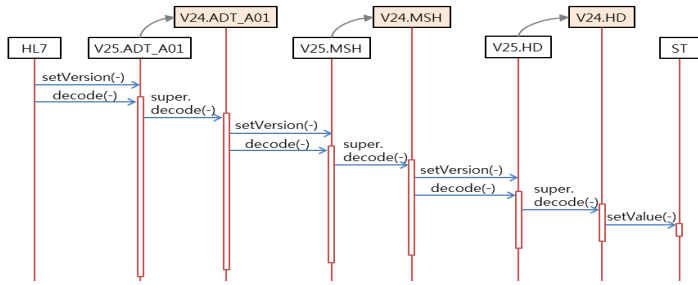 V24.ADT_A01
V24.MSH
V24.HD
HL7
V25.ADT_A01
V25.MSH
V25.HD
ST
setVersion(-)
decode(-)
super.
decode(-)
setVersion(-)
decode(-)
super.
decode(-)
setVersion(-)
decode(-)
super.
decode(-)
setValue(-)